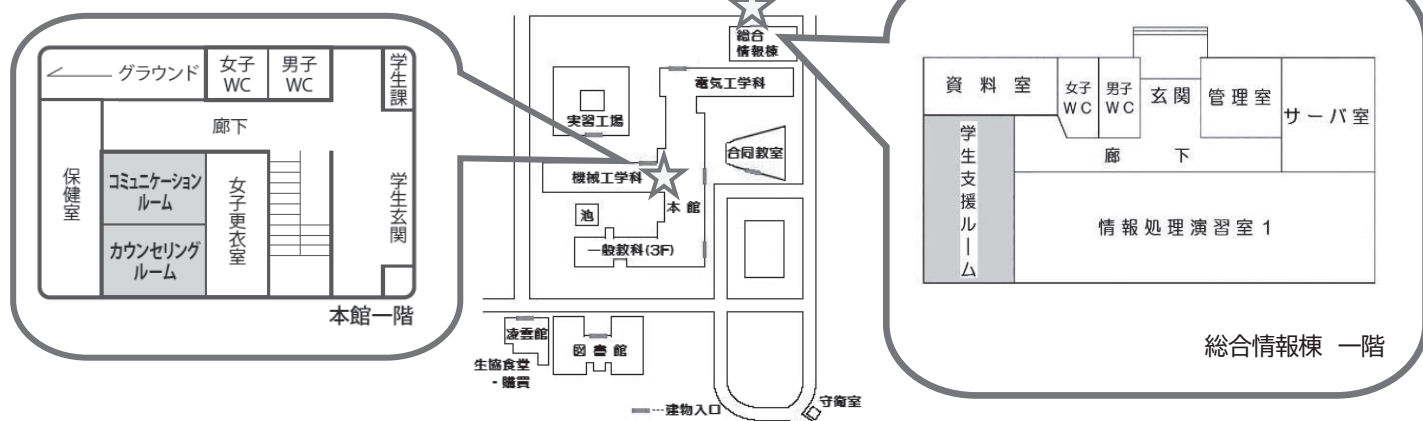 グラウンド
女子
WC
男子
WC
学生課
廊下
保健室
コミュニケーション
ルーム
カウンセリング
ルーム
女子更衣室
学生玄関
本館一階
総合
情報棟
電気工学科
実習工場
合同教室
機械工学科
本館
池
一般教科(3F)
凌雲館
図書館
生協食堂
・購買
…建物入口
守衛室
資料室
女子
WC
男子
WC
玄関
管理室
サーバ室
学生支援ルーム
廊下
情報処理演習室1
総合情報棟 一階